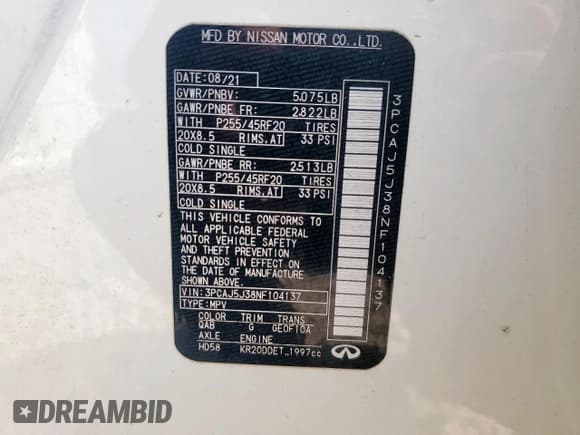 MFD BY NISSAN MOTOR CO.,LTD.
DATE:08/21
GVWR/PNBV: 5,075LB
GAWR/PNBE FR: 2,822LB
WITH P255/45RF20 TIRES
20X8.5 RIMS.AT 33 PSI
COLD SINGLE
GAWR/PNBE RR: 2,513LB
WITH P255/45RF20 TIRES
20X8.5 RIMS.AT 33 PSI
COLD SINGLE
THIS VEHICLE CONFORMS TO
ALL APPLICABLE FEDERAL
MOTOR VEHICLE SAFETY
AND THEFT PREVENTION
STANDARDS IN EFFECT ON
THE DATE OF MANUFACTURE
SHOWN ABOVE.
VIN:3PCAJ5J38NF104137
TYPE:MPV
COLOR TRIM TRANS
QAB G GE0F10A
AXLE ENGINE
HD58 KR20DDET_1997cc
3PCAJ5J38NF104137
DREAMBID